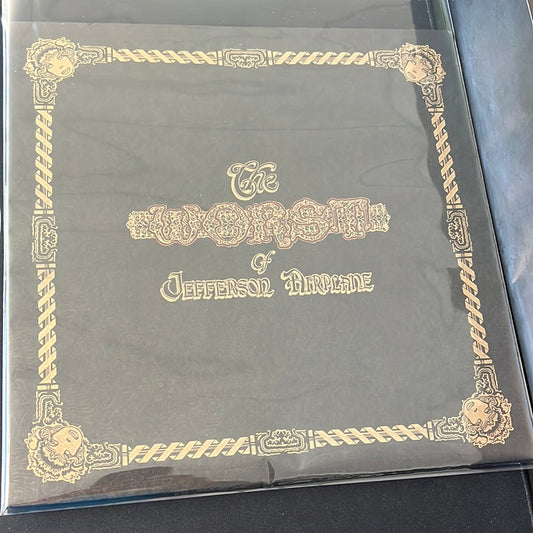 The
WORST
Of
Jefferson Airplane